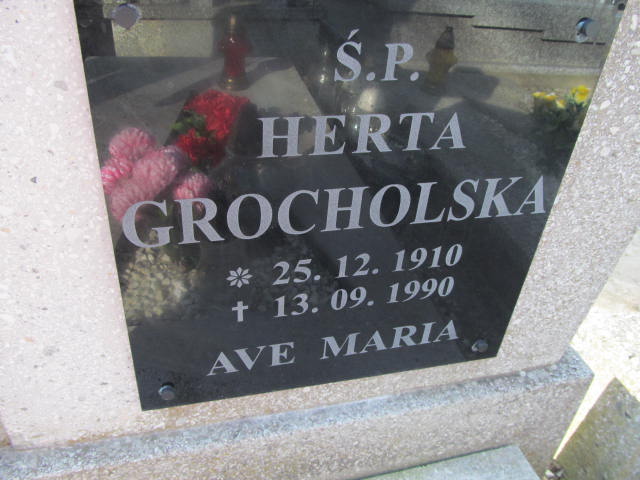 Ś.P.
HERTA
GROCHOLSKA
✲ 25. 12. 1910
✝ 13. 09. 1990
AVE MARIA